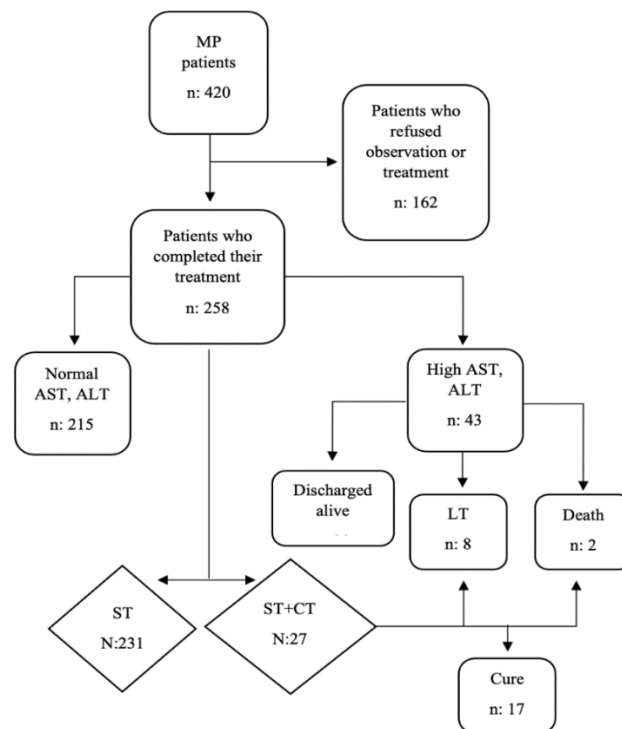 MP
patients
n: 420
Patients who
refused
observation or
treatment
n: 162
Patients who
completed their
treatment
n: 258
Normal
AST, ALT
n: 215
High AST,
ALT
n: 43
Discharged
alive
LT
n: 8
Death
n: 2
ST
N:231
ST+CT
N:27
Cure
n: 17